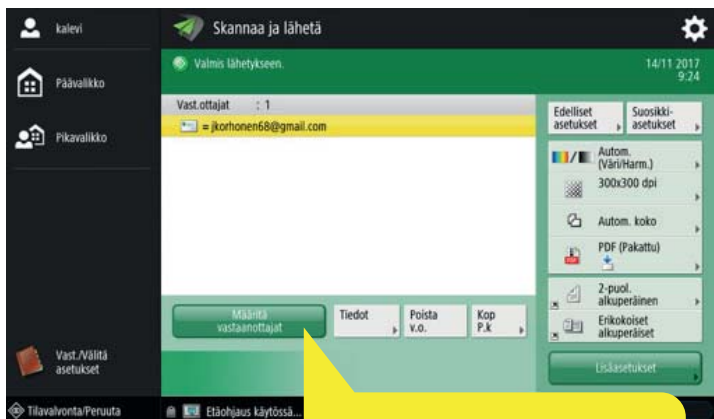 kalevi
Skannaa ja lähetä
Päävalikko
Pikavalikko
Vast./Välitä
asetukset
Valmis lähetykseen.
14/11 2017
9:24
Vast.ottajat : 1
= jkorhonen68@gmail.com
Määritä
vastaanottajat
Tiedot
Poista
v.o.
Kop
P.k
Edelliset
asetukset
Suosikki-
asetukset
Autom.
(Väri/Harm.)
300x300 dpi
Autom. koko
PDF (Pakattu)
2-puol.
alkuperäinen
Erikokoiset
alkuperäiset
Lisäasetukset
Tilavalvonta/Peruuta
Etäohjaus käytössä...